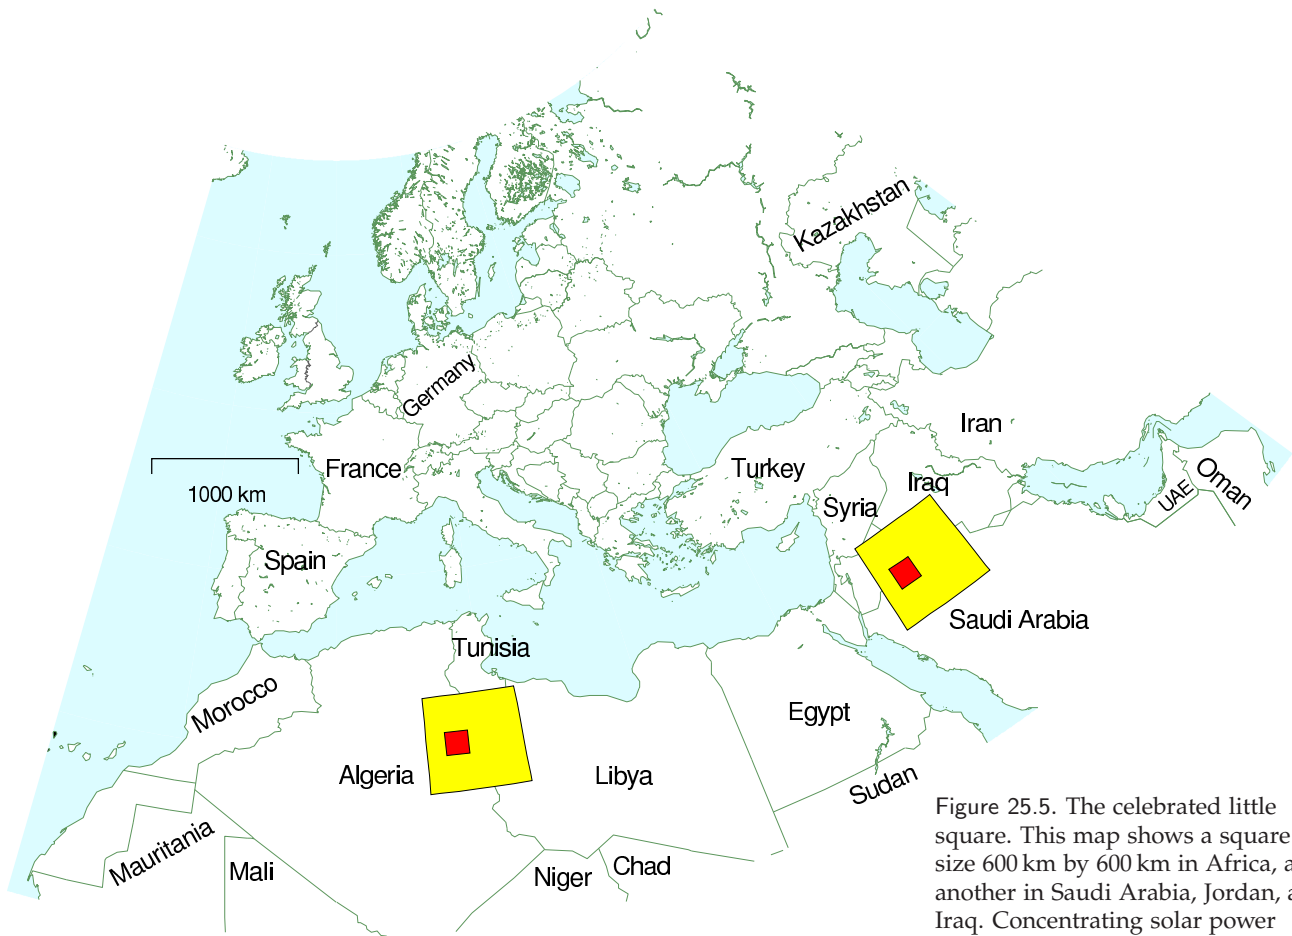 Kazakhstan
Germany
Iran
France
Turkey
Iraq
Oman
UAE
1000 km
Syria
Spain
Saudi Arabia
Tunisia
Morocco
Egypt
Algeria
Libya
Sudan
Mauritania
Mali
Niger
Chad
Figure 25.5. The celebrated little
square. This map shows a square
size 600 km by 600 km in Africa, a
another in Saudi Arabia, Jordan, a
Iraq. Concentrating solar power